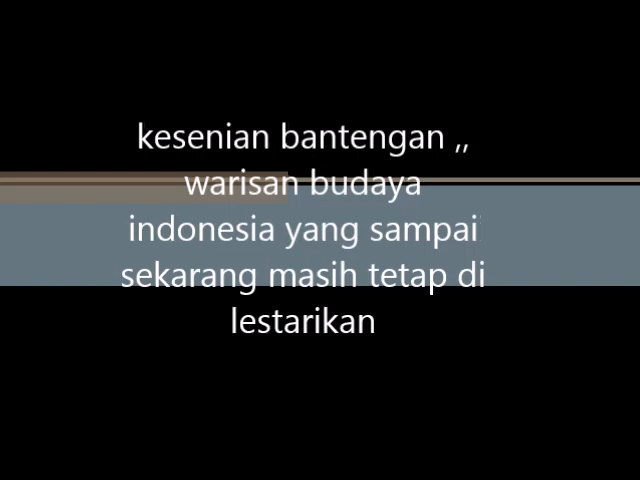 kesenian bantengan ,,
warisan budaya
indonesia yang sampai
sekarang masih tetap di
lestarikan